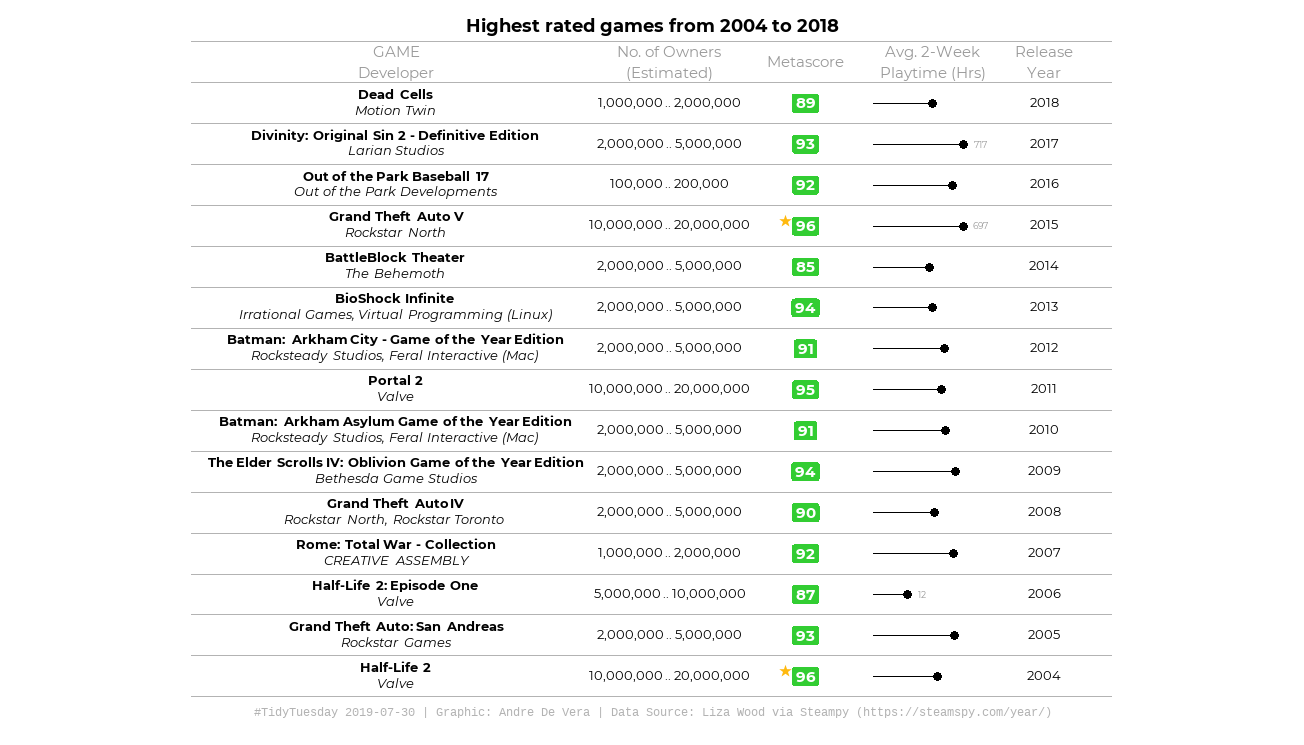 Highest rated games from 2004 to 2018
GAME No. of Owners Metascore Avg. 2-Week Release
Developer (Estimated) Playtime (Hrs) Year
Dead Cells
Motion Twin
1,000,000 .. 2,000,000 89 2018
Divinity: Original Sin 2 - Definitive Edition
Larian Studios
2,000,000 .. 5,000,000 93 717 2017
Out of the Park Baseball 17
Out of the Park Developments
100,000 .. 200,000 92 2016
Grand Theft Auto V
Rockstar North
10,000,000 .. 20,000,000 96 697 2015
BattleBlock Theater
The Behemoth
2,000,000 .. 5,000,000 85 2014
BioShock Infinite
Irrational Games, Virtual Programming (Linux)
2,000,000 .. 5,000,000 94 2013
Batman: Arkham City - Game of the Year Edition
Rocksteady Studios, Feral Interactive (Mac)
2,000,000 .. 5,000,000 91 2012
Portal 2
Valve
10,000,000 .. 20,000,000 95 2011
Batman: Arkham Asylum Game of the Year Edition
Rocksteady Studios, Feral Interactive (Mac)
2,000,000 .. 5,000,000 91 2010
The Elder Scrolls IV: Oblivion Game of the Year Edition
Bethesda Game Studios
2,000,000 .. 5,000,000 94 2009
Grand Theft Auto IV
Rockstar North, Rockstar Toronto
2,000,000 .. 5,000,000 90 2008
Rome: Total War - Collection
CREATIVE ASSEMBLY
1,000,000 .. 2,000,000 92 2007
Half-Life 2: Episode One
Valve
5,000,000 .. 10,000,000 87 12 2006
Grand Theft Auto: San Andreas
Rockstar Games
2,000,000 .. 5,000,000 93 2005
Half-Life 2
Valve
10,000,000 .. 20,000,000 96 2004
#TidyTuesday 2019-07-30 | Graphic: Andre De Vera | Data Source: Liza Wood via Steampy (https://steamspy.com/year/)